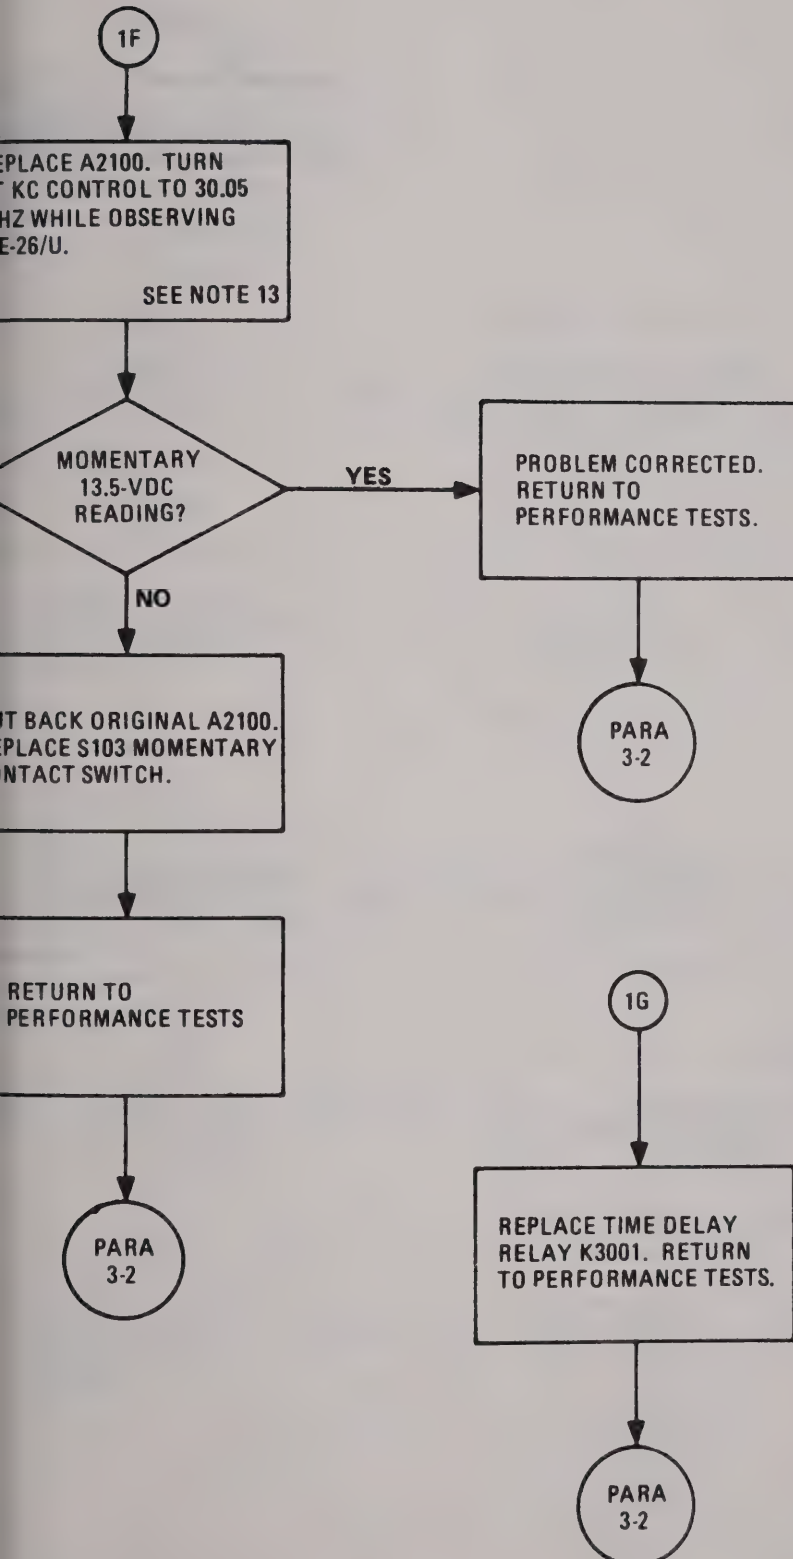 1F
EPLACE A2100. TURN
T KC CONTROL TO 30.05
HZ WHILE OBSERVING
E-26/U.
SEE NOTE 13
MOMENTARY
13.5-VDC
READING?
YES
PROBLEM CORRECTED.
RETURN TO
PERFORMANCE TESTS.
NO
PARA
3-2
UT BACK ORIGINAL A2100.
EPLACE S103 MOMENTARY
ONTACT SWITCH.
RETURN TO
PERFORMANCE TESTS
PARA
3-2
1G
REPLACE TIME DELAY
RELAY K3001. RETURN
TO PERFORMANCE TESTS.
PARA
3-2